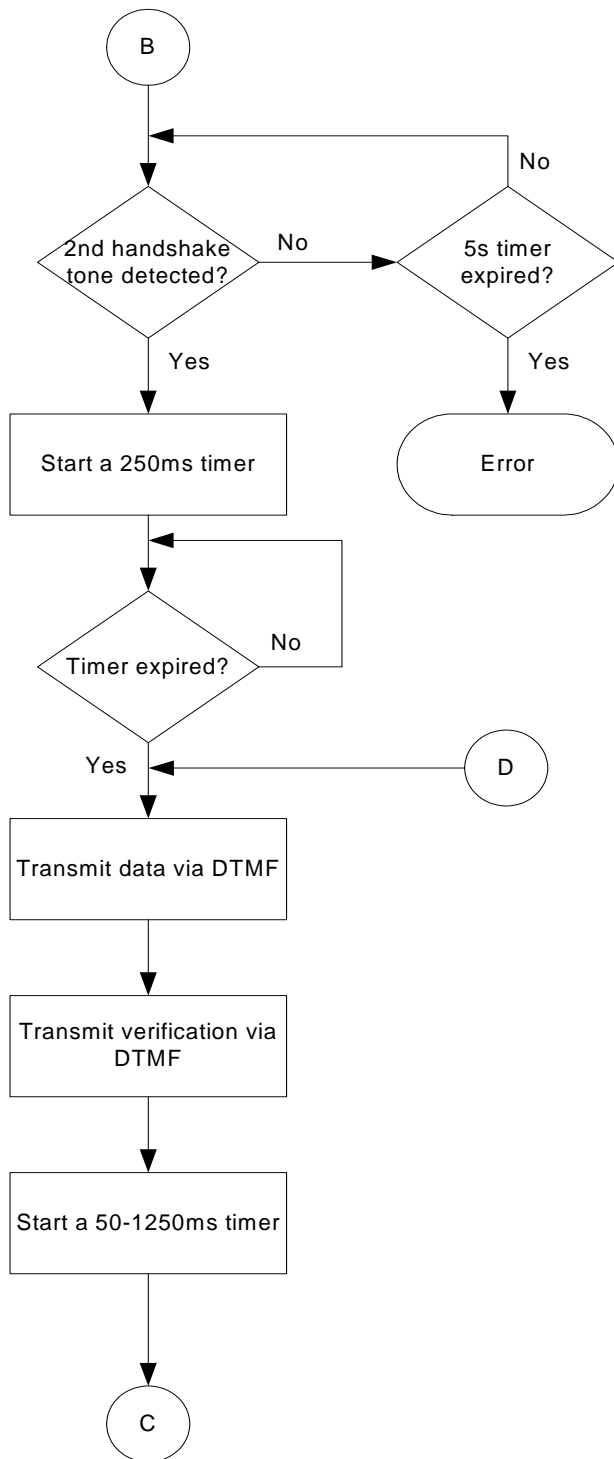 B
No
2nd handshake
tone detected?
No
5s timer
expired?
Yes
Yes
Start a 250ms timer
Error
Timer expired?
No
Yes
D
Transmit data via DTMF
Transmit verification via
DTMF
Start a 50-1250ms timer
C